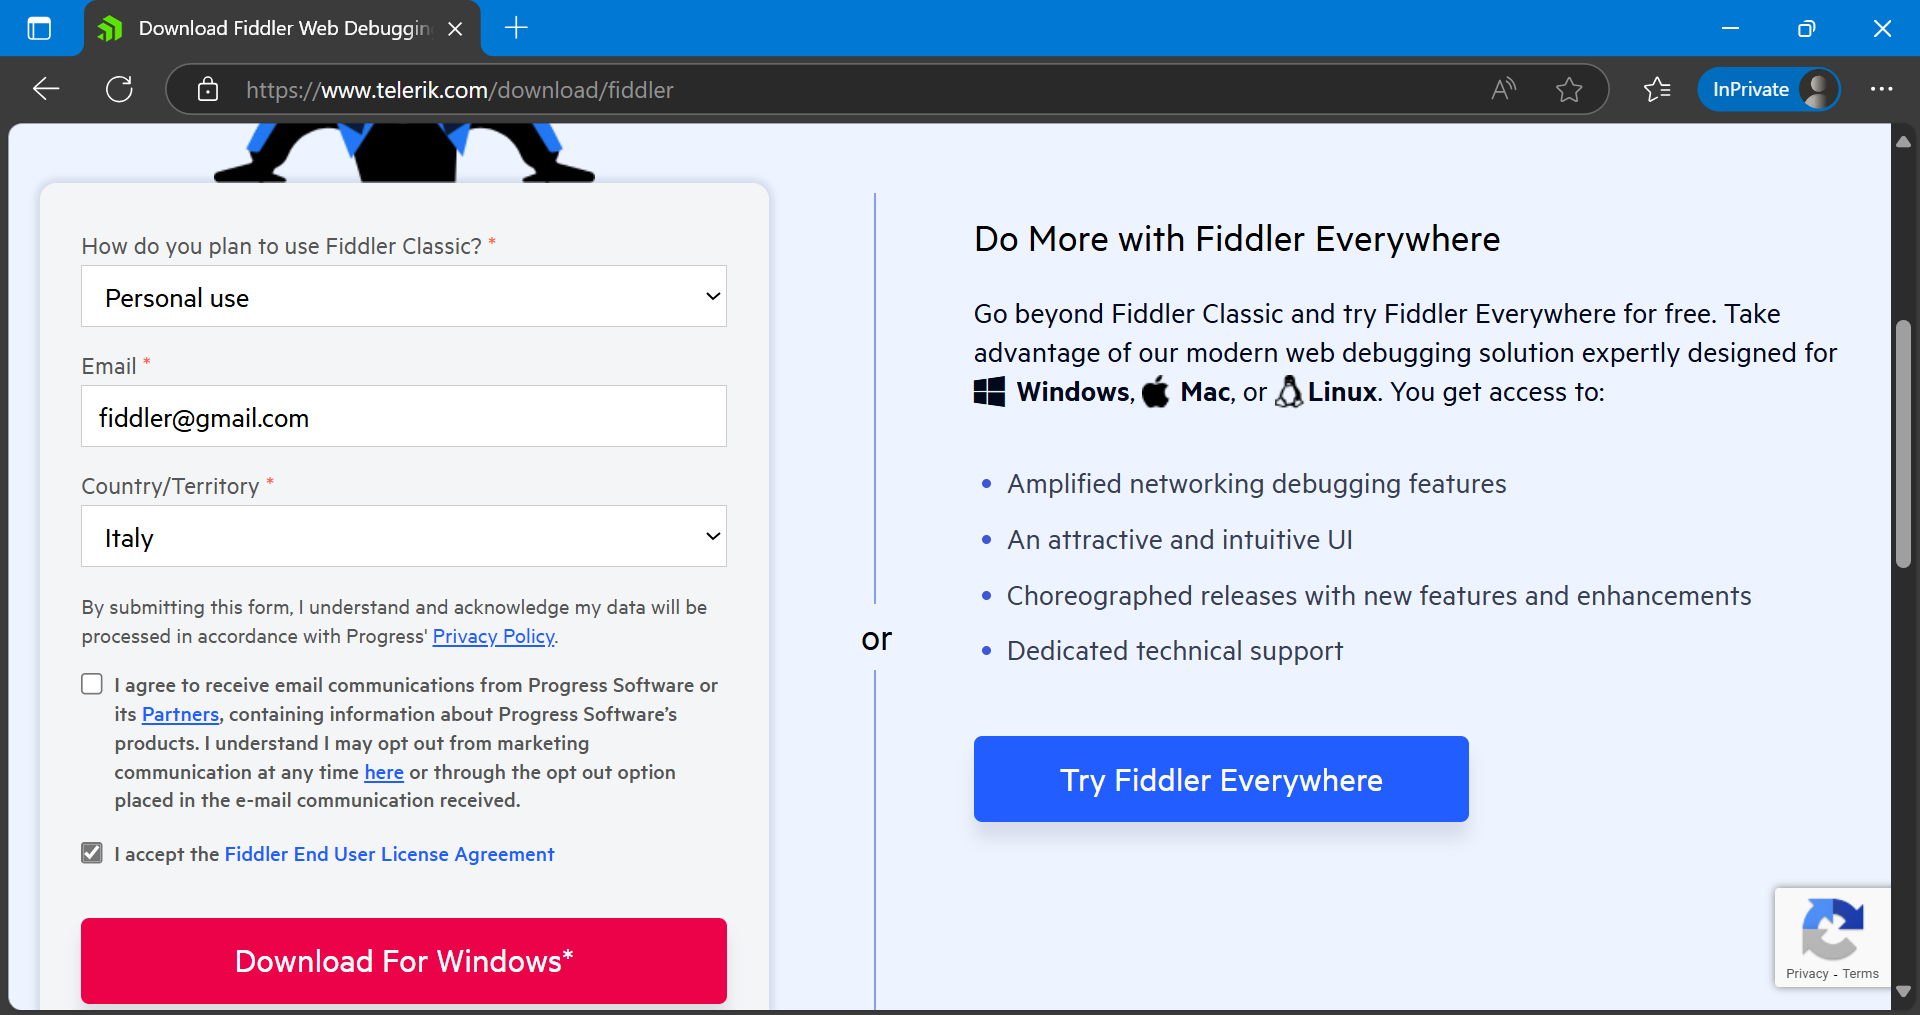 Download Fiddler Web Debuggin
https://www.telerik.com/download/fiddler
InPrivate
How do you plan to use Fiddler Classic? *
Personal use
Email *
fiddler@gmail.com
Country/Territory *
Italy
By submitting this form, I understand and acknowledge my data will be
processed in accordance with Progress' Privacy Policy.
I agree to receive email communications from Progress Software or
its Partners, containing information about Progress Software’s
products. I understand I may opt out from marketing
communication at any time here or through the opt out option
placed in the e-mail communication received.
I accept the Fiddler End User License Agreement
Download For Windows*
or
Do More with Fiddler Everywhere
Go beyond Fiddler Classic and try Fiddler Everywhere for free. Take
advantage of our modern web debugging solution expertly designed for
Windows, Mac, or Linux. You get access to:
• Amplified networking debugging features
• An attractive and intuitive UI
• Choreographed releases with new features and enhancements
• Dedicated technical support
Try Fiddler Everywhere
Privacy - Terms